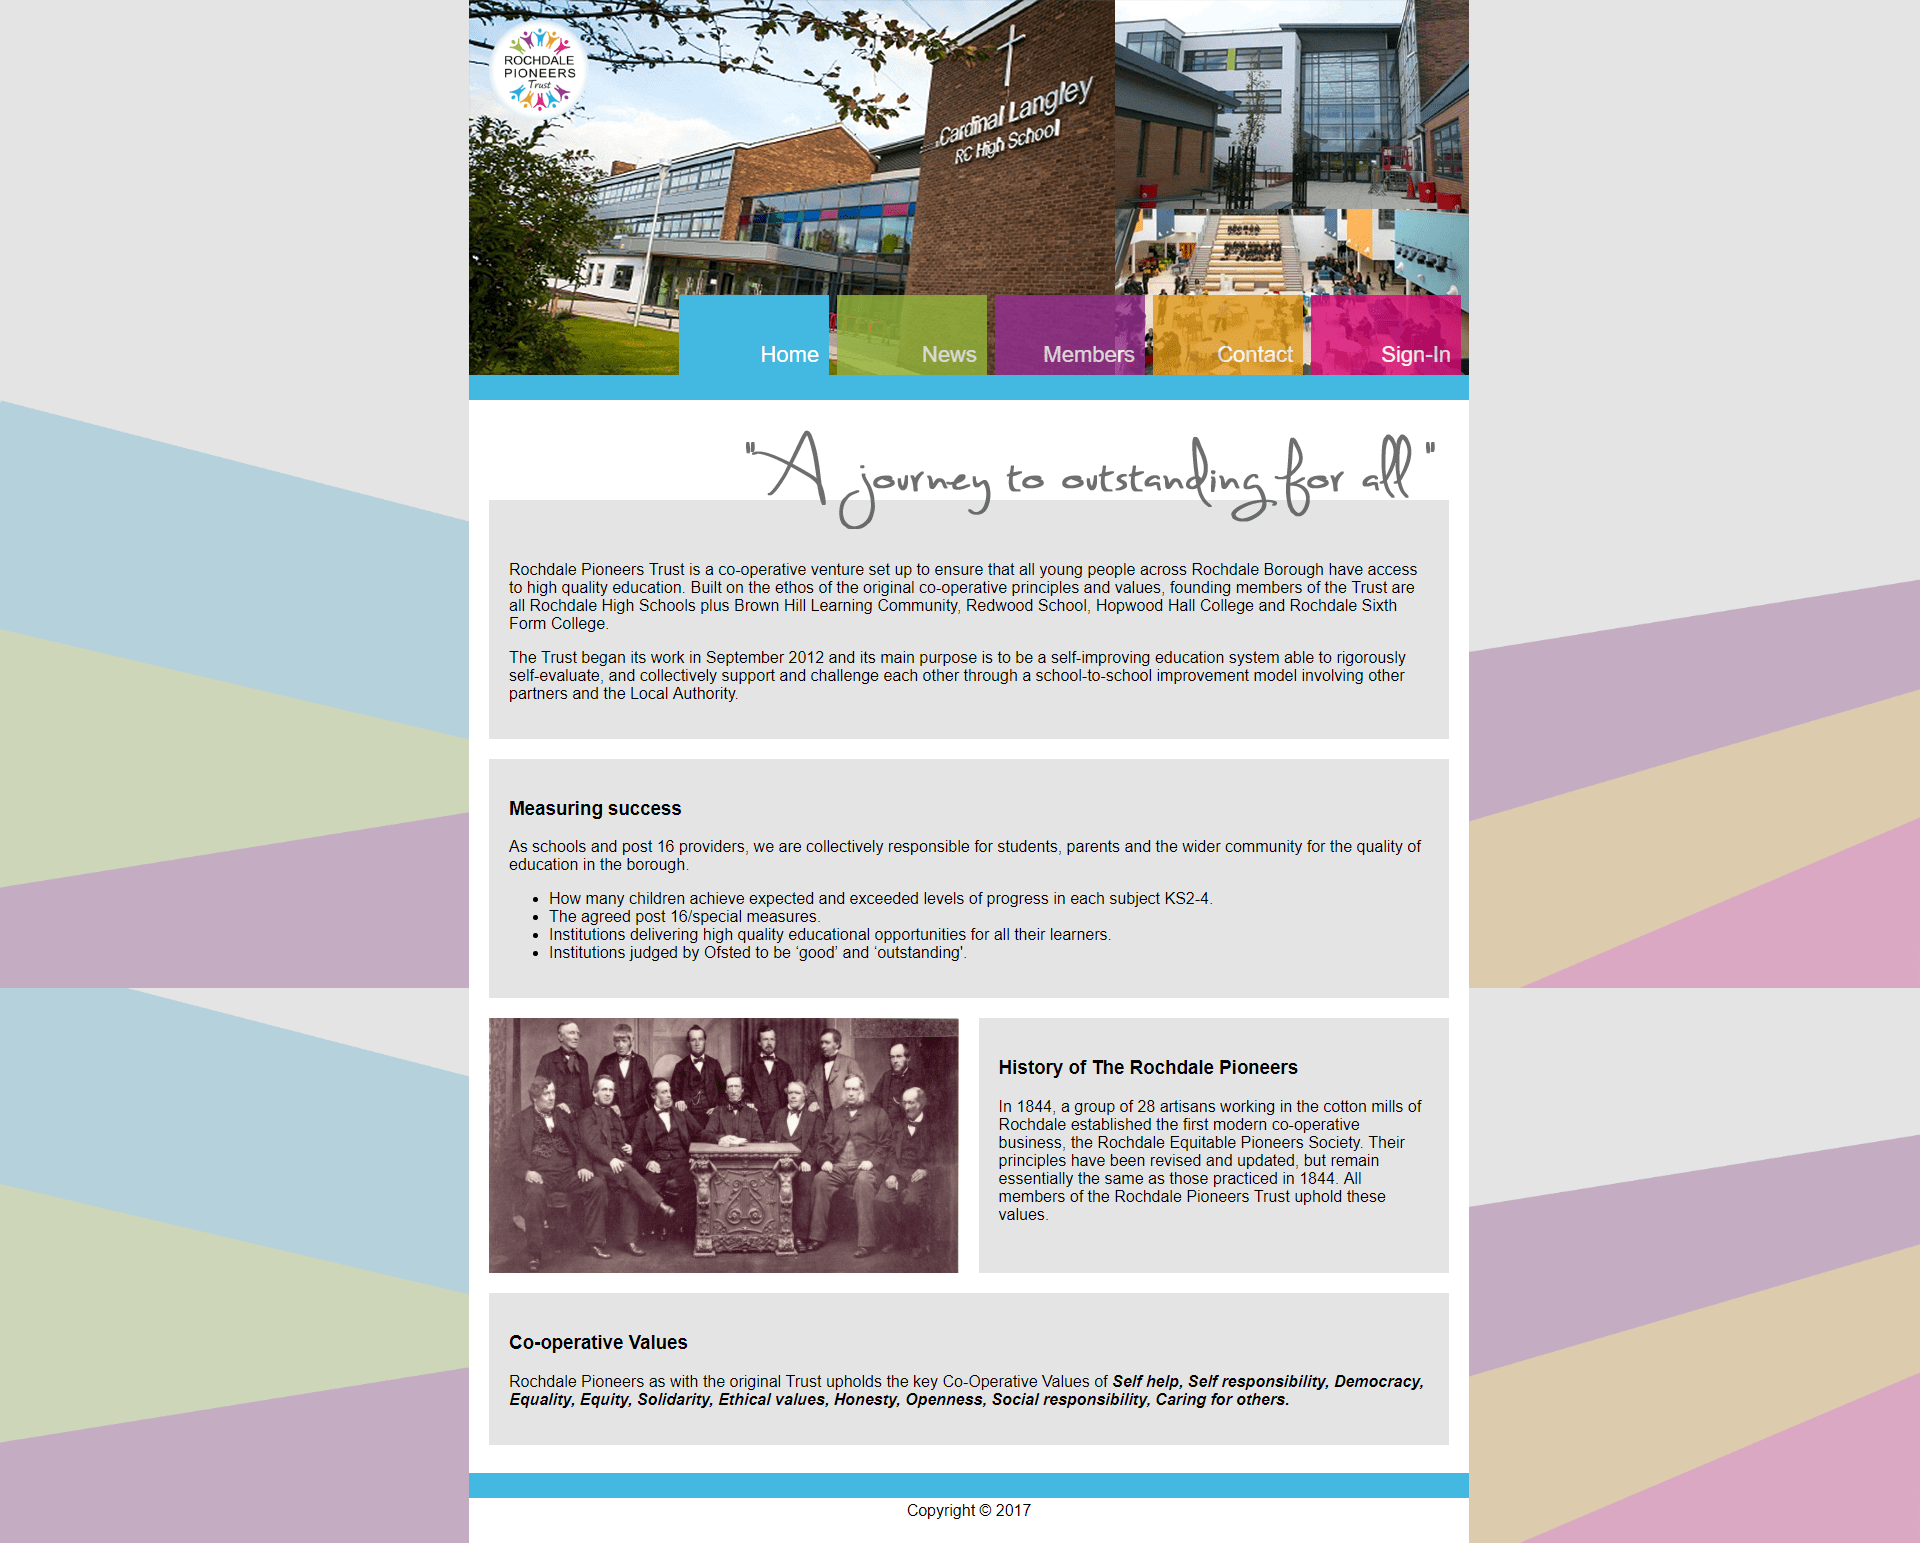 ROCHDALE
PIONEERS
Trust
Cardinal Langley
RC High School
Home
News
Members
Contact
Sign-In
"A journey to outstanding for all"
Rochdale Pioneers Trust is a co-operative venture set up to ensure that all young people across Rochdale Borough have access
to high quality education. Built on the ethos of the original co-operative principles and values, founding members of the Trust are
all Rochdale High Schools plus Brown Hill Learning Community, Redwood School, Hopwood Hall College and Rochdale Sixth
Form College.
The Trust began its work in September 2012 and its main purpose is to be a self-improving education system able to rigorously
self-evaluate, and collectively support and challenge each other through a school-to-school improvement model involving other
partners and the Local Authority.
Measuring success
As schools and post 16 providers, we are collectively responsible for students, parents and the wider community for the quality of
education in the borough.
• How many children achieve expected and exceeded levels of progress in each subject KS2-4.
• The agreed post 16/special measures.
• Institutions delivering high quality educational opportunities for all their learners.
• Institutions judged by Ofsted to be ‘good’ and ‘outstanding’.
History of The Rochdale Pioneers
In 1844, a group of 28 artisans working in the cotton mills of
Rochdale established the first modern co-operative
business, the Rochdale Equitable Pioneers Society. Their
principles have been revised and updated, but remain
essentially the same as those practiced in 1844. All
members of the Rochdale Pioneers Trust uphold these
values.
Co-operative Values
Rochdale Pioneers as with the original Trust upholds the key Co-Operative Values of Self help, Self responsibility, Democracy,
Equality, Equity, Solidarity, Ethical values, Honesty, Openness, Social responsibility, Caring for others.
Copyright © 2017